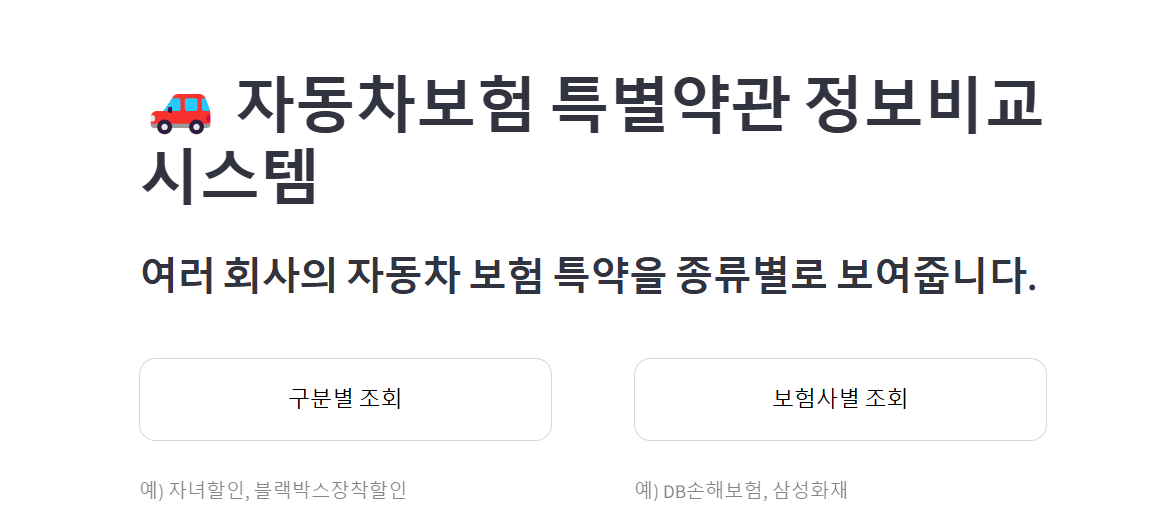 🚗 자동차보험 특별약관 정보비교
시스템
여러 회사의 자동차 보험 특약을 종류별로 보여줍니다.
구분별 조회
보험사별 조회
예) 자녀할인, 블랙박스장착할인
예) DB손해보험, 삼성화재